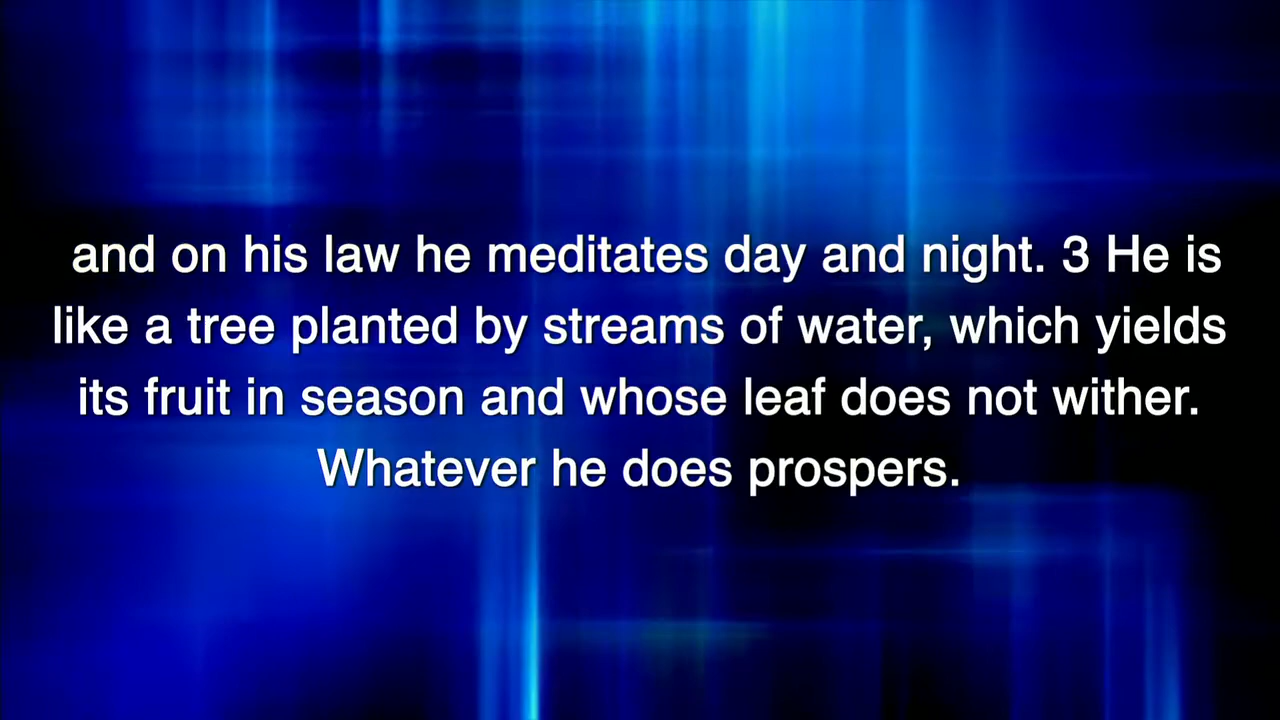 and on his law he meditates day and night. 3 He is
like a tree planted by streams of water, which yields
its fruit in season and whose leaf does not wither.
Whatever he does prospers.